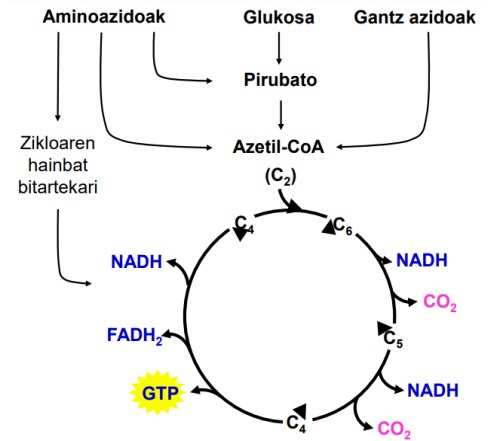 Aminoazidoak Glukosa Gantz azidoak
Pirubato
Zikloaren
hainbat
bitartekari
Azetil-CoA
(C₂)
C₄ C₆
NADH NADH
CO₂
FADH₂ C₅
GTP NADH
C₄ CO₂